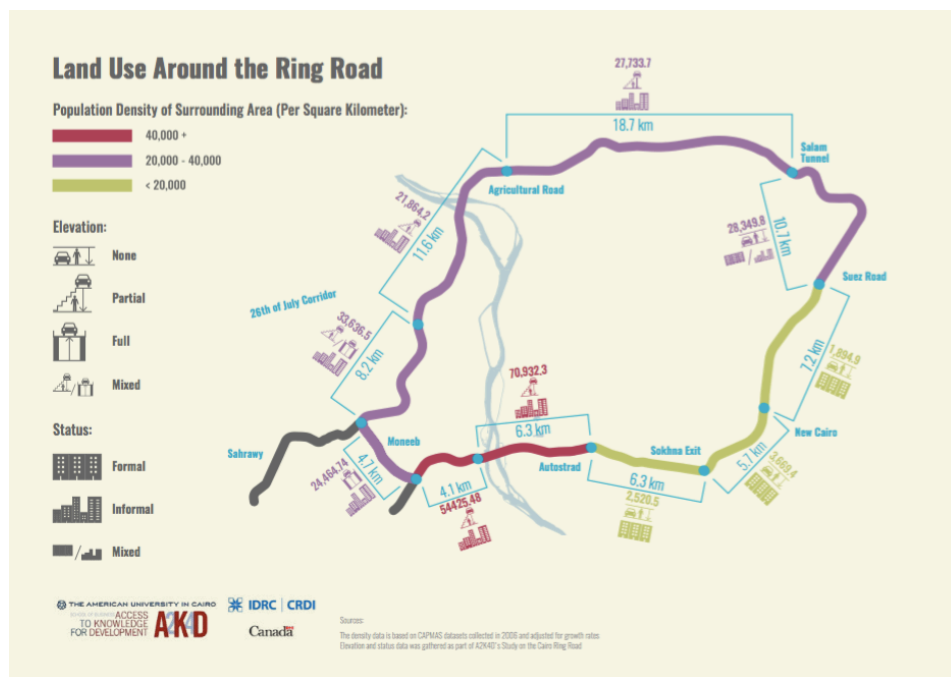 Land Use Around the Ring Road
Population Density of Surrounding Area (Per Square Kilometer):
40,000 +
20,000 - 40,000
< 20,000
Elevation:
None
Partial
Full
Mixed
Status:
Formal
Informal
Mixed
27,733.7
18.7 km
Salam
Tunnel
Agricultural Road
21,864.2
11.6 km
28,349.8
10.7 km
Suez Road
26th of July Corridor
33,636.5
8.2 km
1,894.9
7.2 km
70,932.3
6.3 km
New Cairo
Sahrawy
Moneeb
Autostrad
Sokhna Exit
24,464.74
4.7 km
4.1 km
54425.48
6.3 km
2,520.5
5.7 km
3,669.4
THE AMERICAN UNIVERSITY IN CAIRO
SCHOOL OF BUSINESS
ACCESS
TO KNOWLEDGE
FOR DEVELOPMENT
IDRC | CRDI
Canada
Sources:
The density data is based on CAPMAS datasets collected in 2006 and adjusted for growth rates
Elevation and status data was gathered as part of A2K4D's Study on the Cairo Ring Road